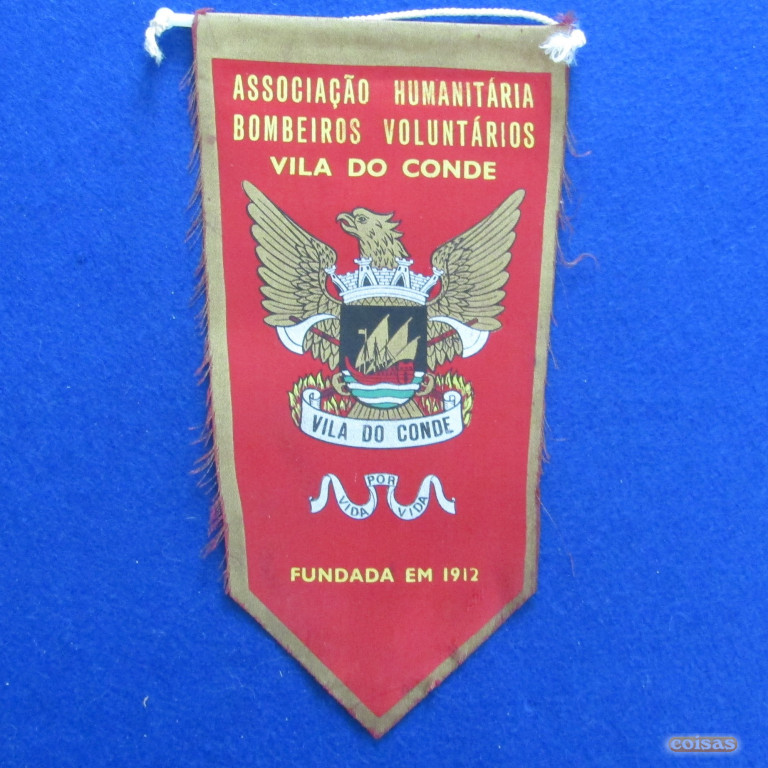 ASSOCIAÇÃO HUMANITÁRIA
BOMBEIROS VOLUNTÁRIOS
VILA DO CONDE
VILA DO CONDE
VIDA POR VIDA
FUNDADA EM 1912
coisas